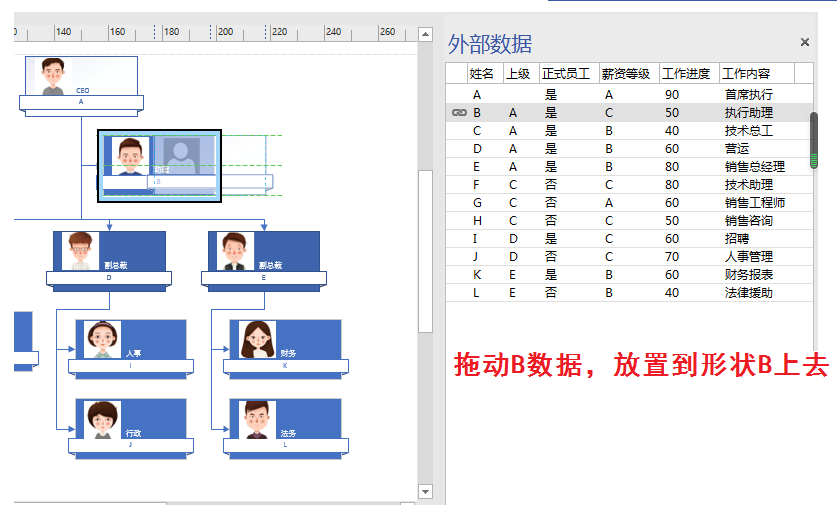 140 160 180 200 220 240 260
外部数据
姓名 上级 正式员工 薪资等级 工作进度 工作内容
A 是 A 90 首席执行
B A 是 C 50 执行助理
C A 是 B 40 技术总工
D A 是 B 60 营运
E A 是 B 80 销售总经理
F C 否 C 80 技术助理
G C 否 A 60 销售工程师
H C 否 C 50 销售咨询
I D 是 C 60 招聘
J D 否 C 70 人事管理
K E 是 B 60 财务报表
L E 否 B 40 法律援助
拖动B数据，放置到形状B上去
CEO
A
B
副总裁
D
副总裁
E
人事
I
财务
K
行政
J
法务
L